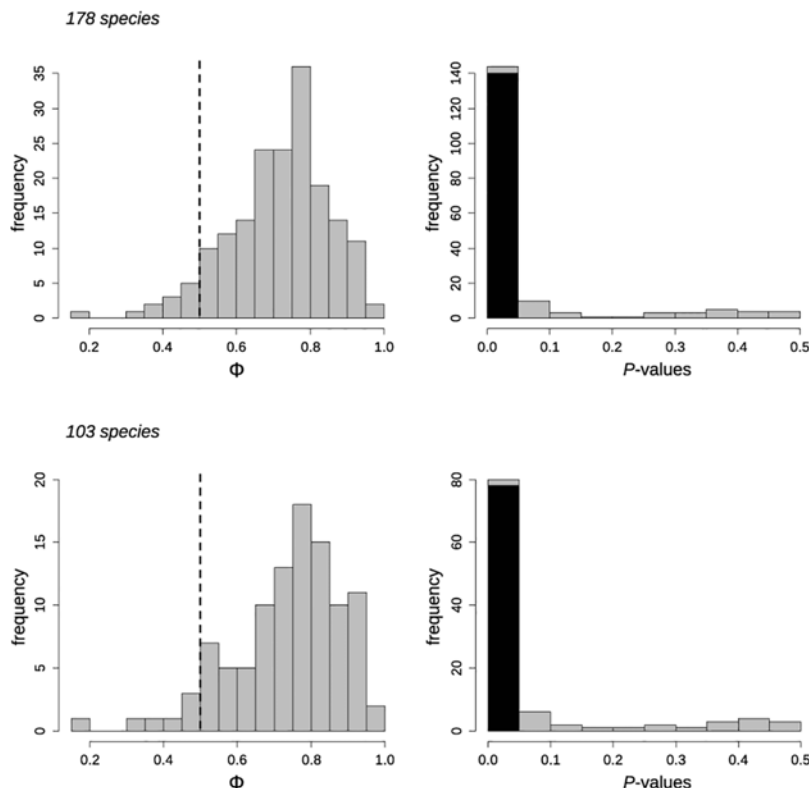 178 species
frequency
0 5 10 15 20 25 30 35
0.2 0.4 0.6 0.8 1.0
Φ
frequency
0 20 40 60 80 100 120 140
0.0 0.1 0.2 0.3 0.4 0.5
P-values
103 species
frequency
0 5 10 15 20
0.2 0.4 0.6 0.8 1.0
Φ
frequency
0 20 40 60 80
0.0 0.1 0.2 0.3 0.4 0.5
P-values